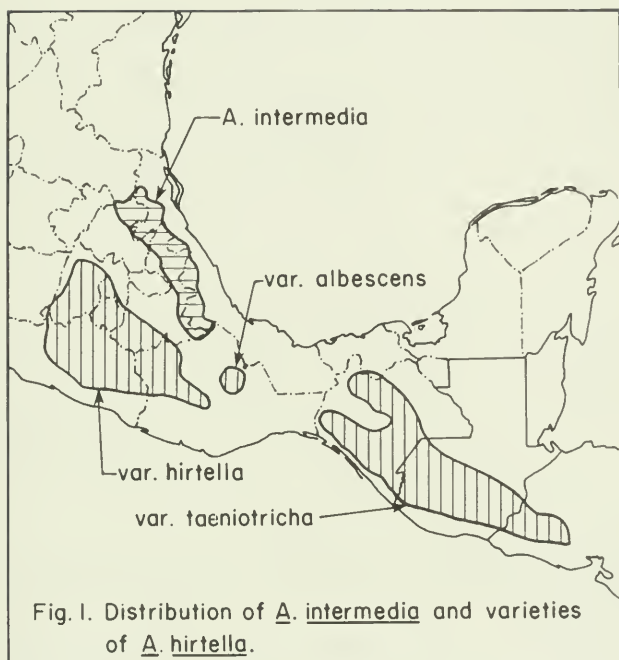 A. intermedia
var. albescens
var. hirtella
var. taeniotricha
Fig. 1. Distribution of A. intermedia and varieties
of A. hirtella.